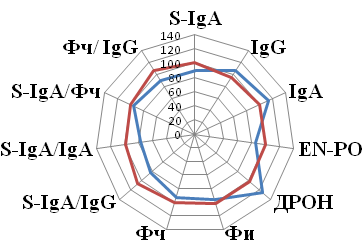 S-IgA
140
120
100
80
60
40
20
0
IgG
IgA
EN-PO
ДРОН
Фи
Фч
S-IgA/IgG
S-IgA/IgA
S-IgA/Фч
Фч/ IgG